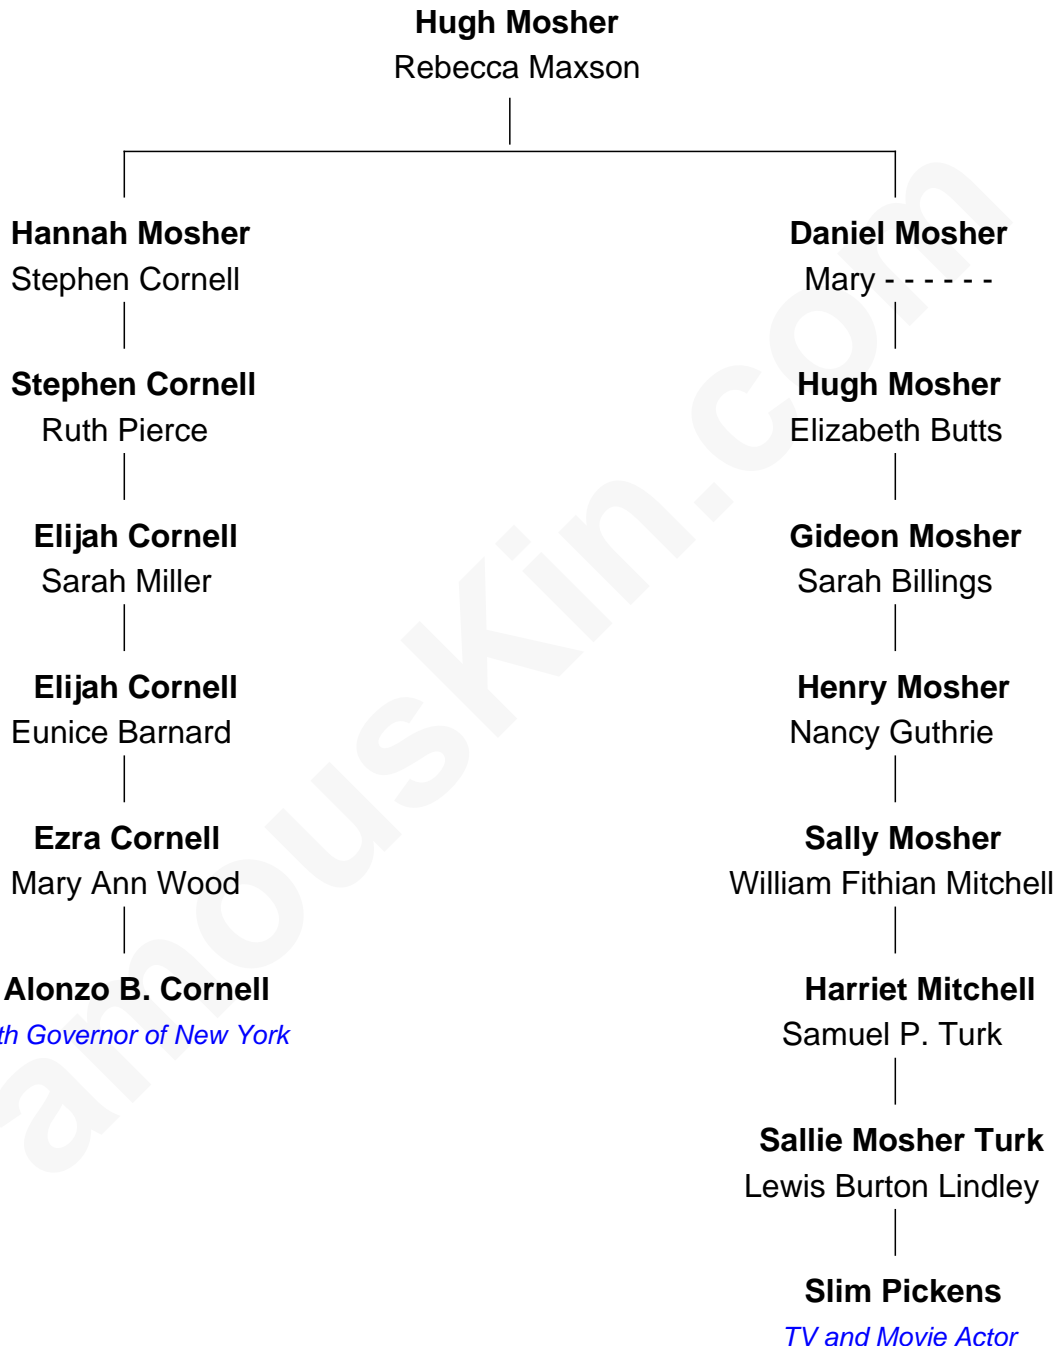 Hugh Mosher
Rebecca Maxson
Hannah Mosher
Stephen Cornell
Stephen Cornell
Ruth Pierce
Elijah Cornell
Sarah Miller
Elijah Cornell
Eunice Barnard
Ezra Cornell
Mary Ann Wood
Alonzo B. Cornell
th Governor of New York
Daniel Mosher
Mary - - - - - -
Hugh Mosher
Elizabeth Butts
Gideon Mosher
Sarah Billings
Henry Mosher
Nancy Guthrie
Sally Mosher
William Fithian Mitchell
Harriet Mitchell
Samuel P. Turk
Sallie Mosher Turk
Lewis Burton Lindley
Slim Pickens
TV and Movie Actor
amouskin.com